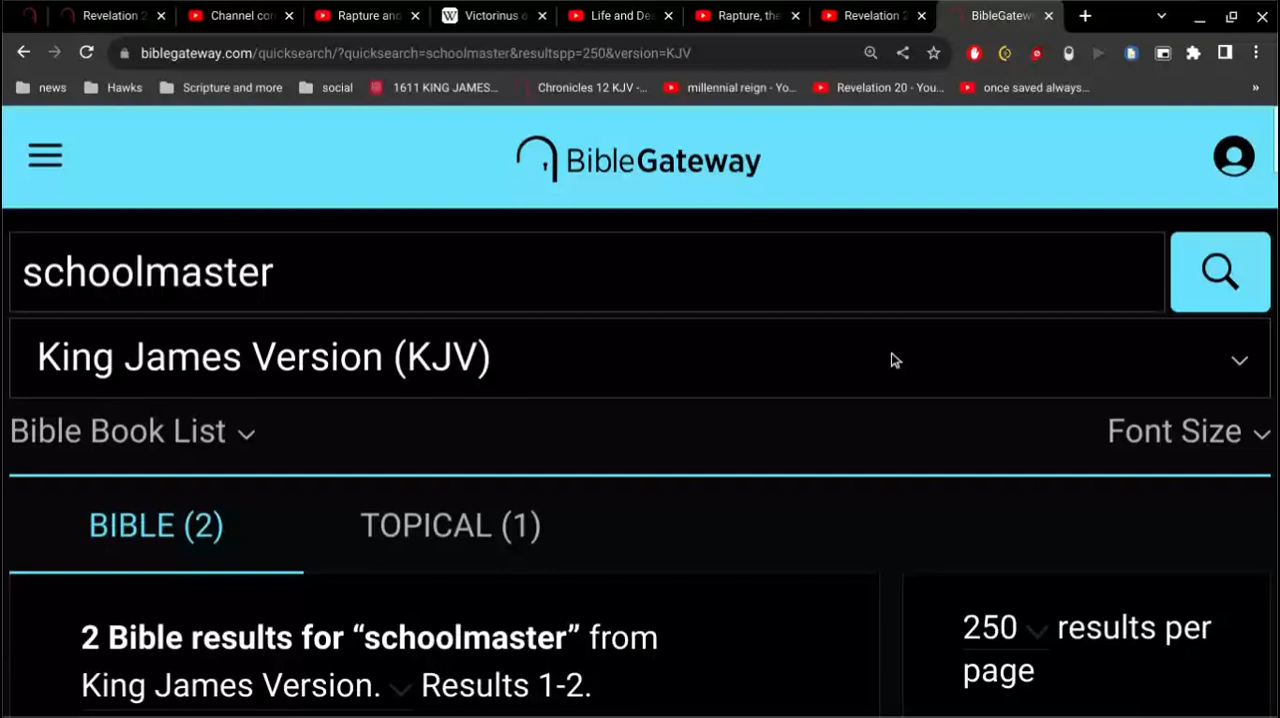 Revelation 2
Channel con
Rapture and
Victorinus o
Life and De
Rapture, the
Revelation
BibleGatew
biblegateway.com/quicksearch/?quicksearch=schoolmaster&resultspp=250&version=KJV
news
Hawks
Scripture and more
social
1611 KING JAMES...
Chronicles 12 KJV -...
millennial reign - Yo...
Revelation 20 - You...
once saved always...
»
BibleGateway
schoolmaster
King James Version (KJV)
Bible Book List
Font Size
BIBLE (2)
TOPICAL (1)
2 Bible results for “schoolmaster” from
King James Version. Results 1-2.
250 results per
page